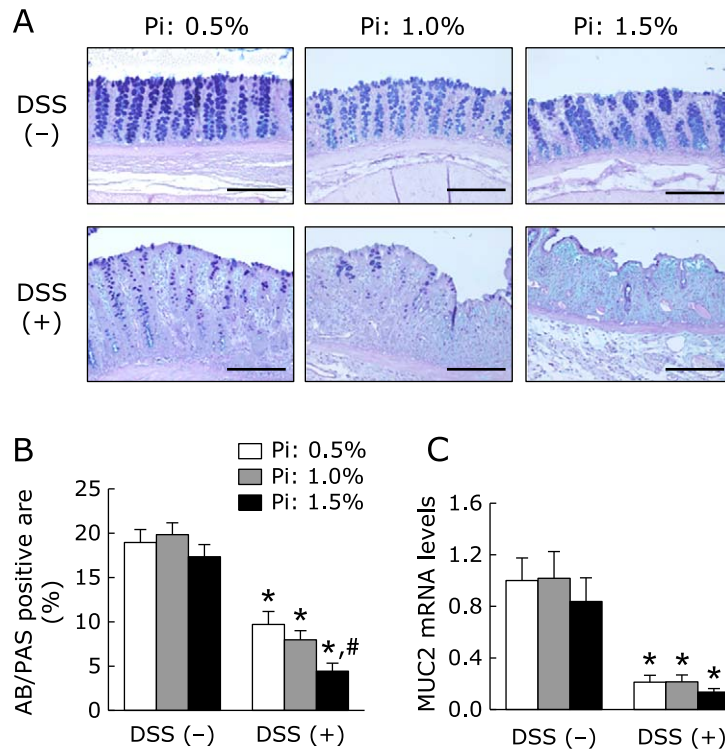 A
Pi: 0.5% Pi: 1.0% Pi: 1.5%
DSS
(−)
DSS
(+)
B
Pi: 0.5%
Pi: 1.0%
Pi: 1.5%
AB/PAS positive are
(%)
25
20
15
10
5
0
* * *,#
DSS (−) DSS (+)
C
MUC2 mRNA levels
1.6
1.2
0.8
0.4
0.0
* * *
DSS (−) DSS (+)